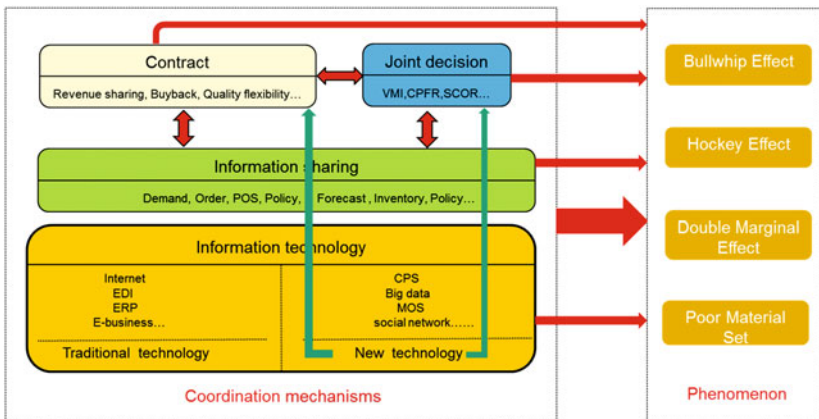 Contract
Revenue sharing, Buyback, Quality flexibility…
Joint decision
VMI,CPFR,SCOR…
Information sharing
Demand, Order, POS, Policy, Forecast , Inventory, Policy…
Information technology
Internet
EDI
ERP
E-business…
Traditional technology
CPS
Big data
MOS
social network……
New technology
Coordination mechanisms
Bullwhip Effect
Hockey Effect
Double Marginal
Effect
Poor Material
Set
Phenomenon